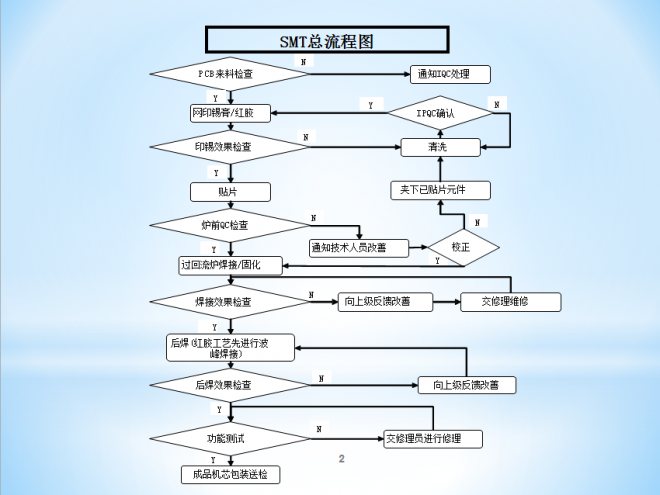 SMT总流程图
PCB来料检查
N
通知IQC处理
Y
网印锡膏/红胶
Y
IPQC确认
N
印锡效果检查
N
清洗
Y
贴片
夹下已贴片元件
炉前QC检查
N
通知技术人员改善
校正
N
Y
Y
过回流炉焊接/固化
焊接效果检查
N
向上级反馈改善
交修理维修
Y
后焊(红胶工艺先进行波
峰焊接)
后焊效果检查
N
向上级反馈改善
Y
功能测试
N
交修理员进行修理
Y
成品机芯包装送检
2